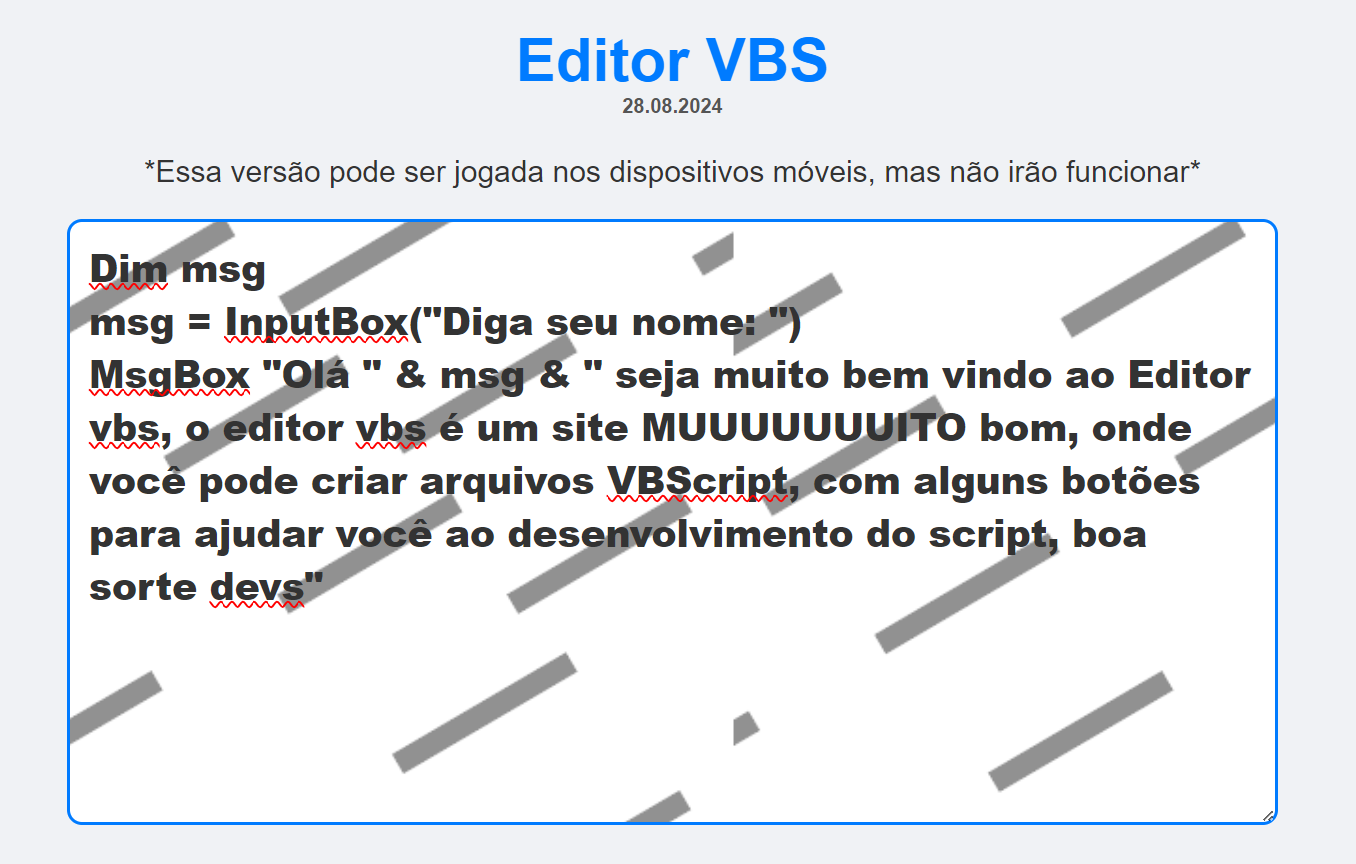 Editor VBS
28.08.2024
*Essa versão pode ser jogada nos dispositivos móveis, mas não irão funcionar*
Dim msg
msg = InputBox("Diga seu nome: ")
MsgBox "Olá " & msg & " seja muito bem vindo ao Editor
vbs, o editor vbs é um site MUUUUUUUUITO bom, onde
você pode criar arquivos VBScript, com alguns botões
para ajudar você ao desenvolvimento do script, boa
sorte devs"